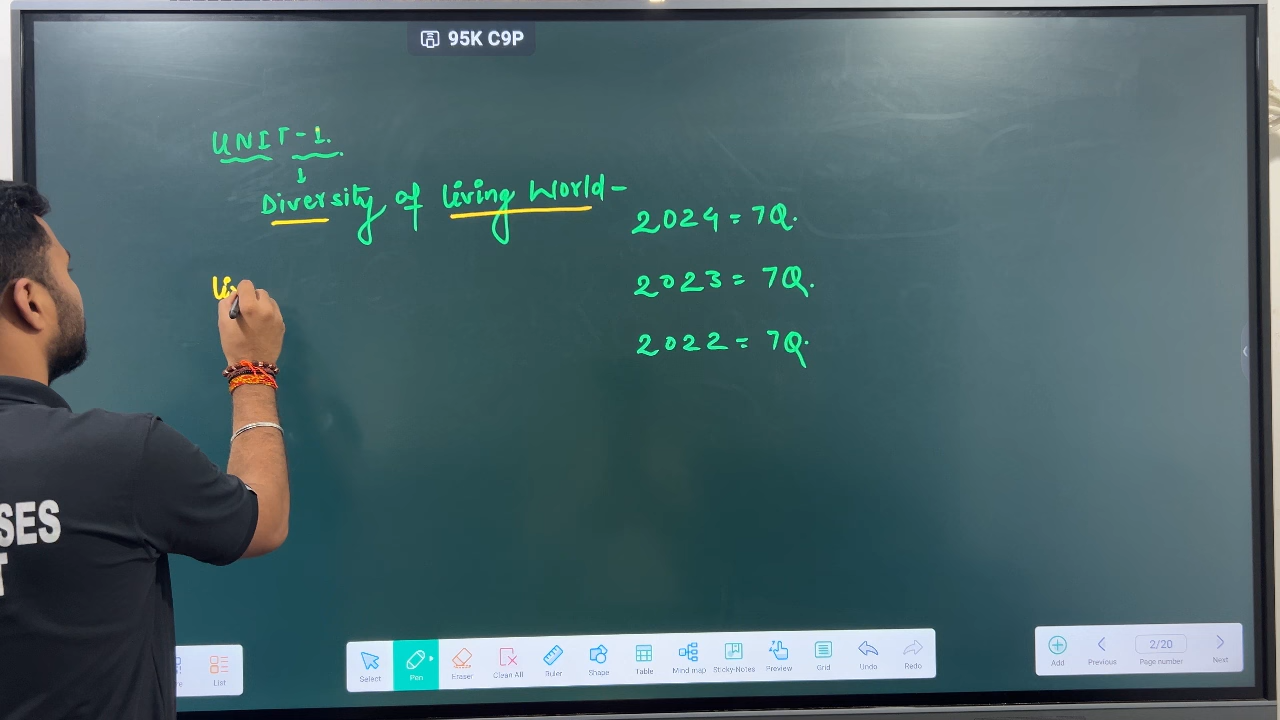 95K C9P
UNIT-1.
Diversity of living World-
2024 = 7Q.
2023 = 7Q.
2022 = 7Q.
Li
SES
T
List
Select
Pen
Eraser
Clean All
Ruler
Shape
Table
Mind map
Sticky-Notes
Preview
Grid
Undo
Redo
Add
Previous
2/20
Page number
Next